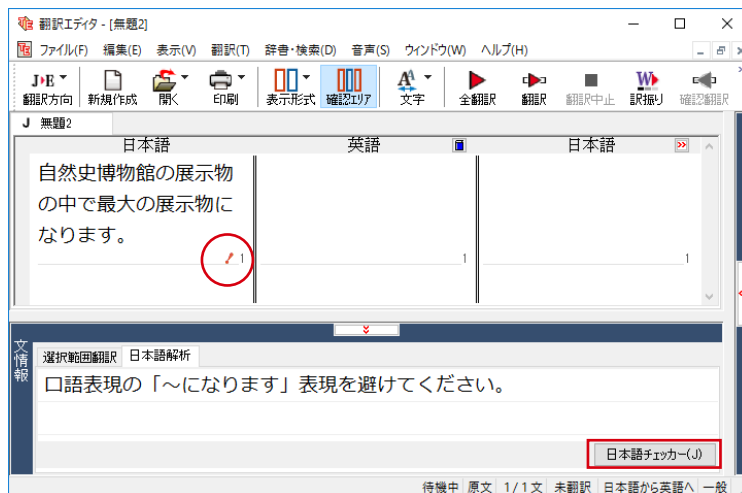 翻訳エディタ - [無題2]
ファイル(F) 編集(E) 表示(V) 翻訳(T) 辞書・検索(D) 音声(S) ウィンドウ(W) ヘルプ(H)
J▸E
翻訳方向 新規作成 開く 印刷 表示形式 確認エリア 文字 全翻訳 翻訳 翻訳中止 訳振り 確認翻訳
J 無題2
日本語 英語 日本語
自然史博物館の展示物
の中で最大の展示物に
なります。
1 1 1
文情報
選択範囲翻訳 日本語解析
口語表現の「～になります」表現を避けてください。
日本語チェッカー(J)
待機中 原文 1/1文 未翻訳 日本語から英語へ 一般